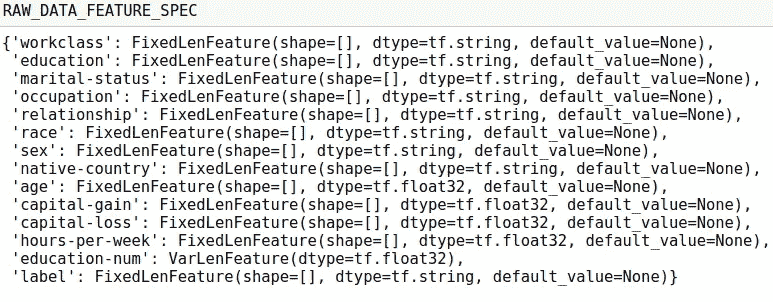 RAW_DATA_FEATURE_SPEC
{'workclass': FixedLenFeature(shape=[], dtype=tf.string, default_value=None),
'education': FixedLenFeature(shape=[], dtype=tf.string, default_value=None),
'marital-status': FixedLenFeature(shape=[], dtype=tf.string, default_value=None),
'occupation': FixedLenFeature(shape=[], dtype=tf.string, default_value=None),
'relationship': FixedLenFeature(shape=[], dtype=tf.string, default_value=None),
'race': FixedLenFeature(shape=[], dtype=tf.string, default_value=None),
'sex': FixedLenFeature(shape=[], dtype=tf.string, default_value=None),
'native-country': FixedLenFeature(shape=[], dtype=tf.string, default_value=None),
'age': FixedLenFeature(shape=[], dtype=tf.float32, default_value=None),
'capital-gain': FixedLenFeature(shape=[], dtype=tf.float32, default_value=None),
'capital-loss': FixedLenFeature(shape=[], dtype=tf.float32, default_value=None),
'hours-per-week': FixedLenFeature(shape=[], dtype=tf.float32, default_value=None),
'education-num': VarLenFeature(dtype=tf.float32),
'label': FixedLenFeature(shape=[], dtype=tf.string, default_value=None)}